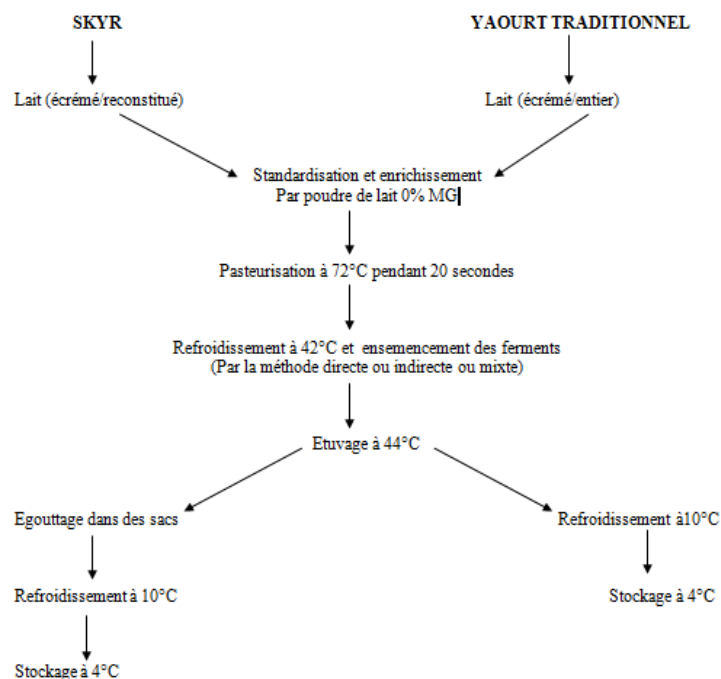 SKYR
YAOURT TRADITIONNEL
Lait (écrémé/reconstitué)
Lait (écrémé/entier)
Standardisation et enrichissement
Par poudre de lait 0% MG
Pasteurisation à 72°C pendant 20 secondes
Refroidissement à 42°C et ensemencement des ferments
(Par la méthode directe ou indirecte ou mixte)
Etuvage à 44°C
Egouttage dans des sacs
Refroidissement à10°C
Refroidissement à 10°C
Stockage à 4°C
Stockage à 4°C